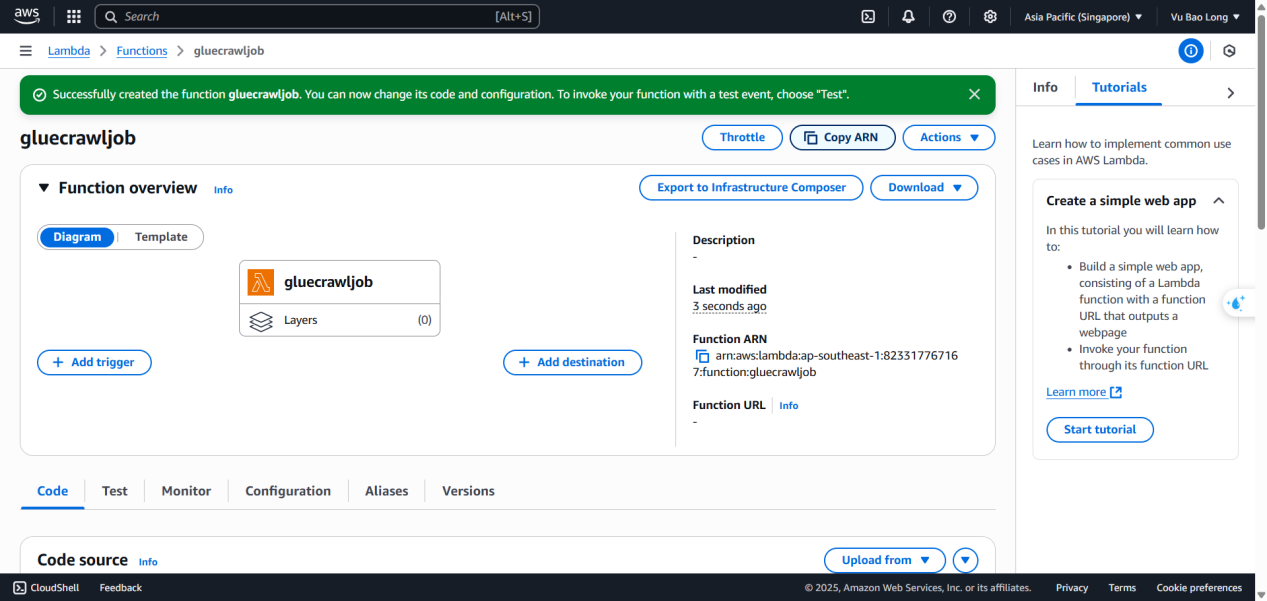 aws
Search [Alt+S]
Asia Pacific (Singapore)
Vu Bao Long
Lambda
Functions
gluecrawljob
Successfully created the function gluecrawljob. You can now change its code and configuration. To invoke your function with a test event, choose "Test".
gluecrawljob
Throttle
Copy ARN
Actions
Function overview Info
Export to Infrastructure Composer
Download
Diagram
Template
gluecrawljob
Layers (0)
+ Add trigger
+ Add destination
Description
-
Last modified
3 seconds ago
Function ARN
arn:aws:lambda:ap-southeast-1:82331776716
7:function:gluecrawljob
Function URL Info
-
Code
Test
Monitor
Configuration
Aliases
Versions
Code source Info
Upload from
Info
Tutorials
Learn how to implement common use
cases in AWS Lambda.
Create a simple web app
In this tutorial you will learn how
to:
• Build a simple web app,
consisting of a Lambda
function with a function
URL that outputs a
webpage
• Invoke your function
through its function URL
Learn more
Start tutorial
CloudShell
Feedback
© 2025, Amazon Web Services, Inc. or its affiliates.
Privacy
Terms
Cookie preferences